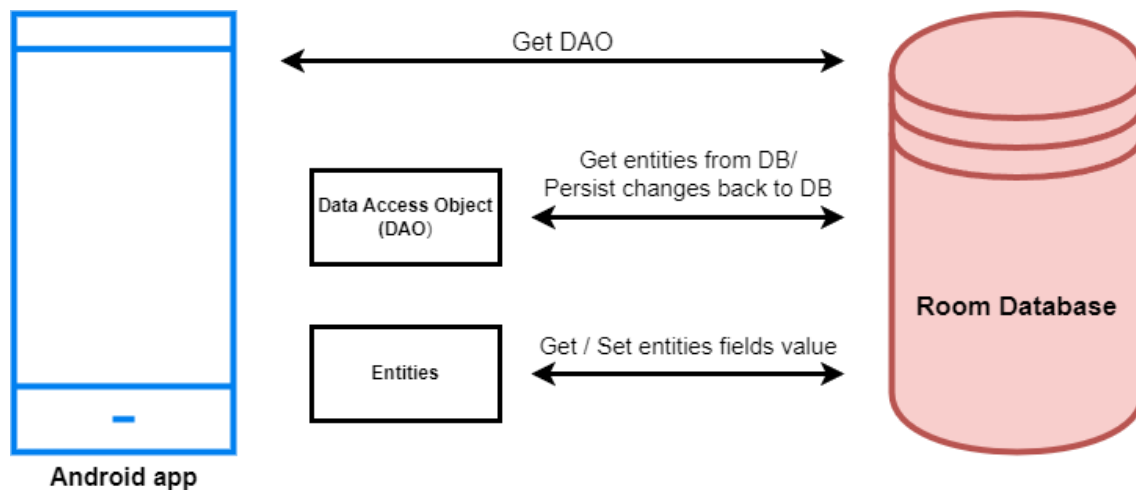 Get DAO
Get entities from DB/
Persist changes back to DB
Data Access Object
(DAO)
Room Database
Get / Set entities fields value
Entities
Android app